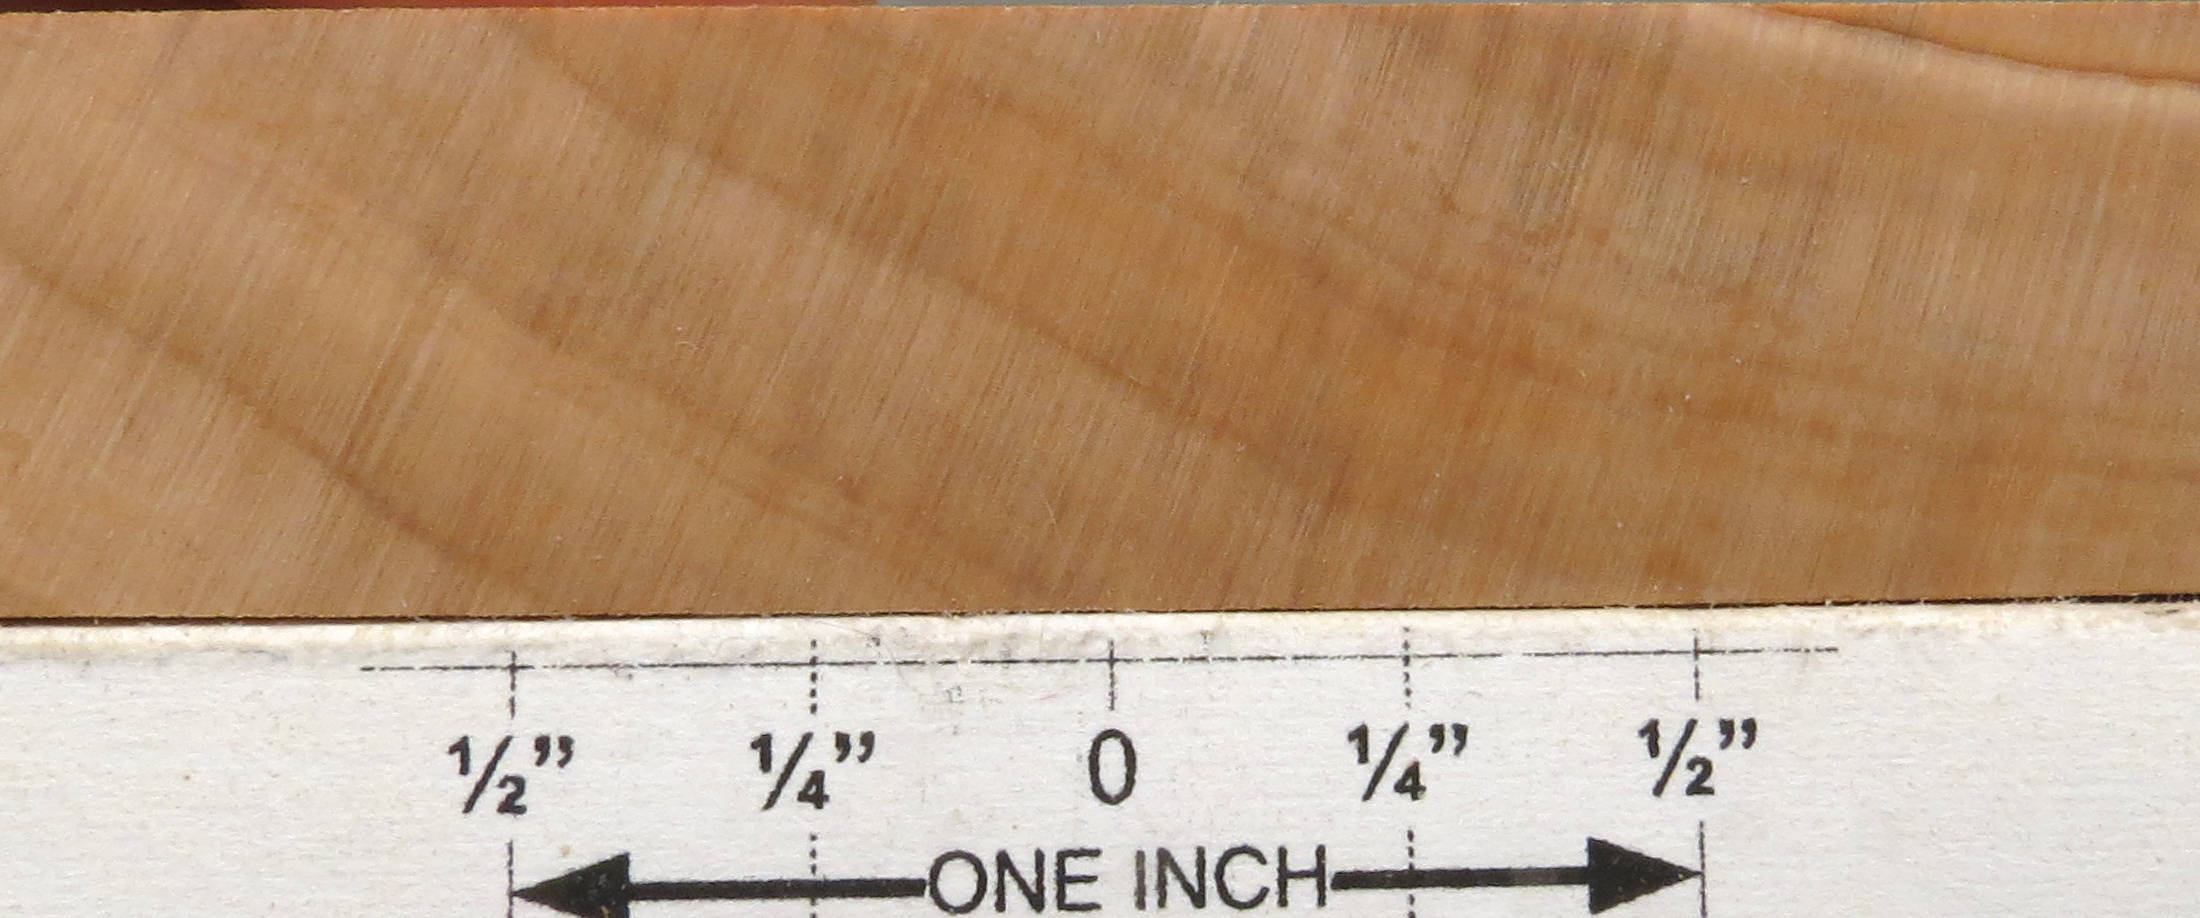 ½” ¼” 0 ¼” ½”
ONE INCH